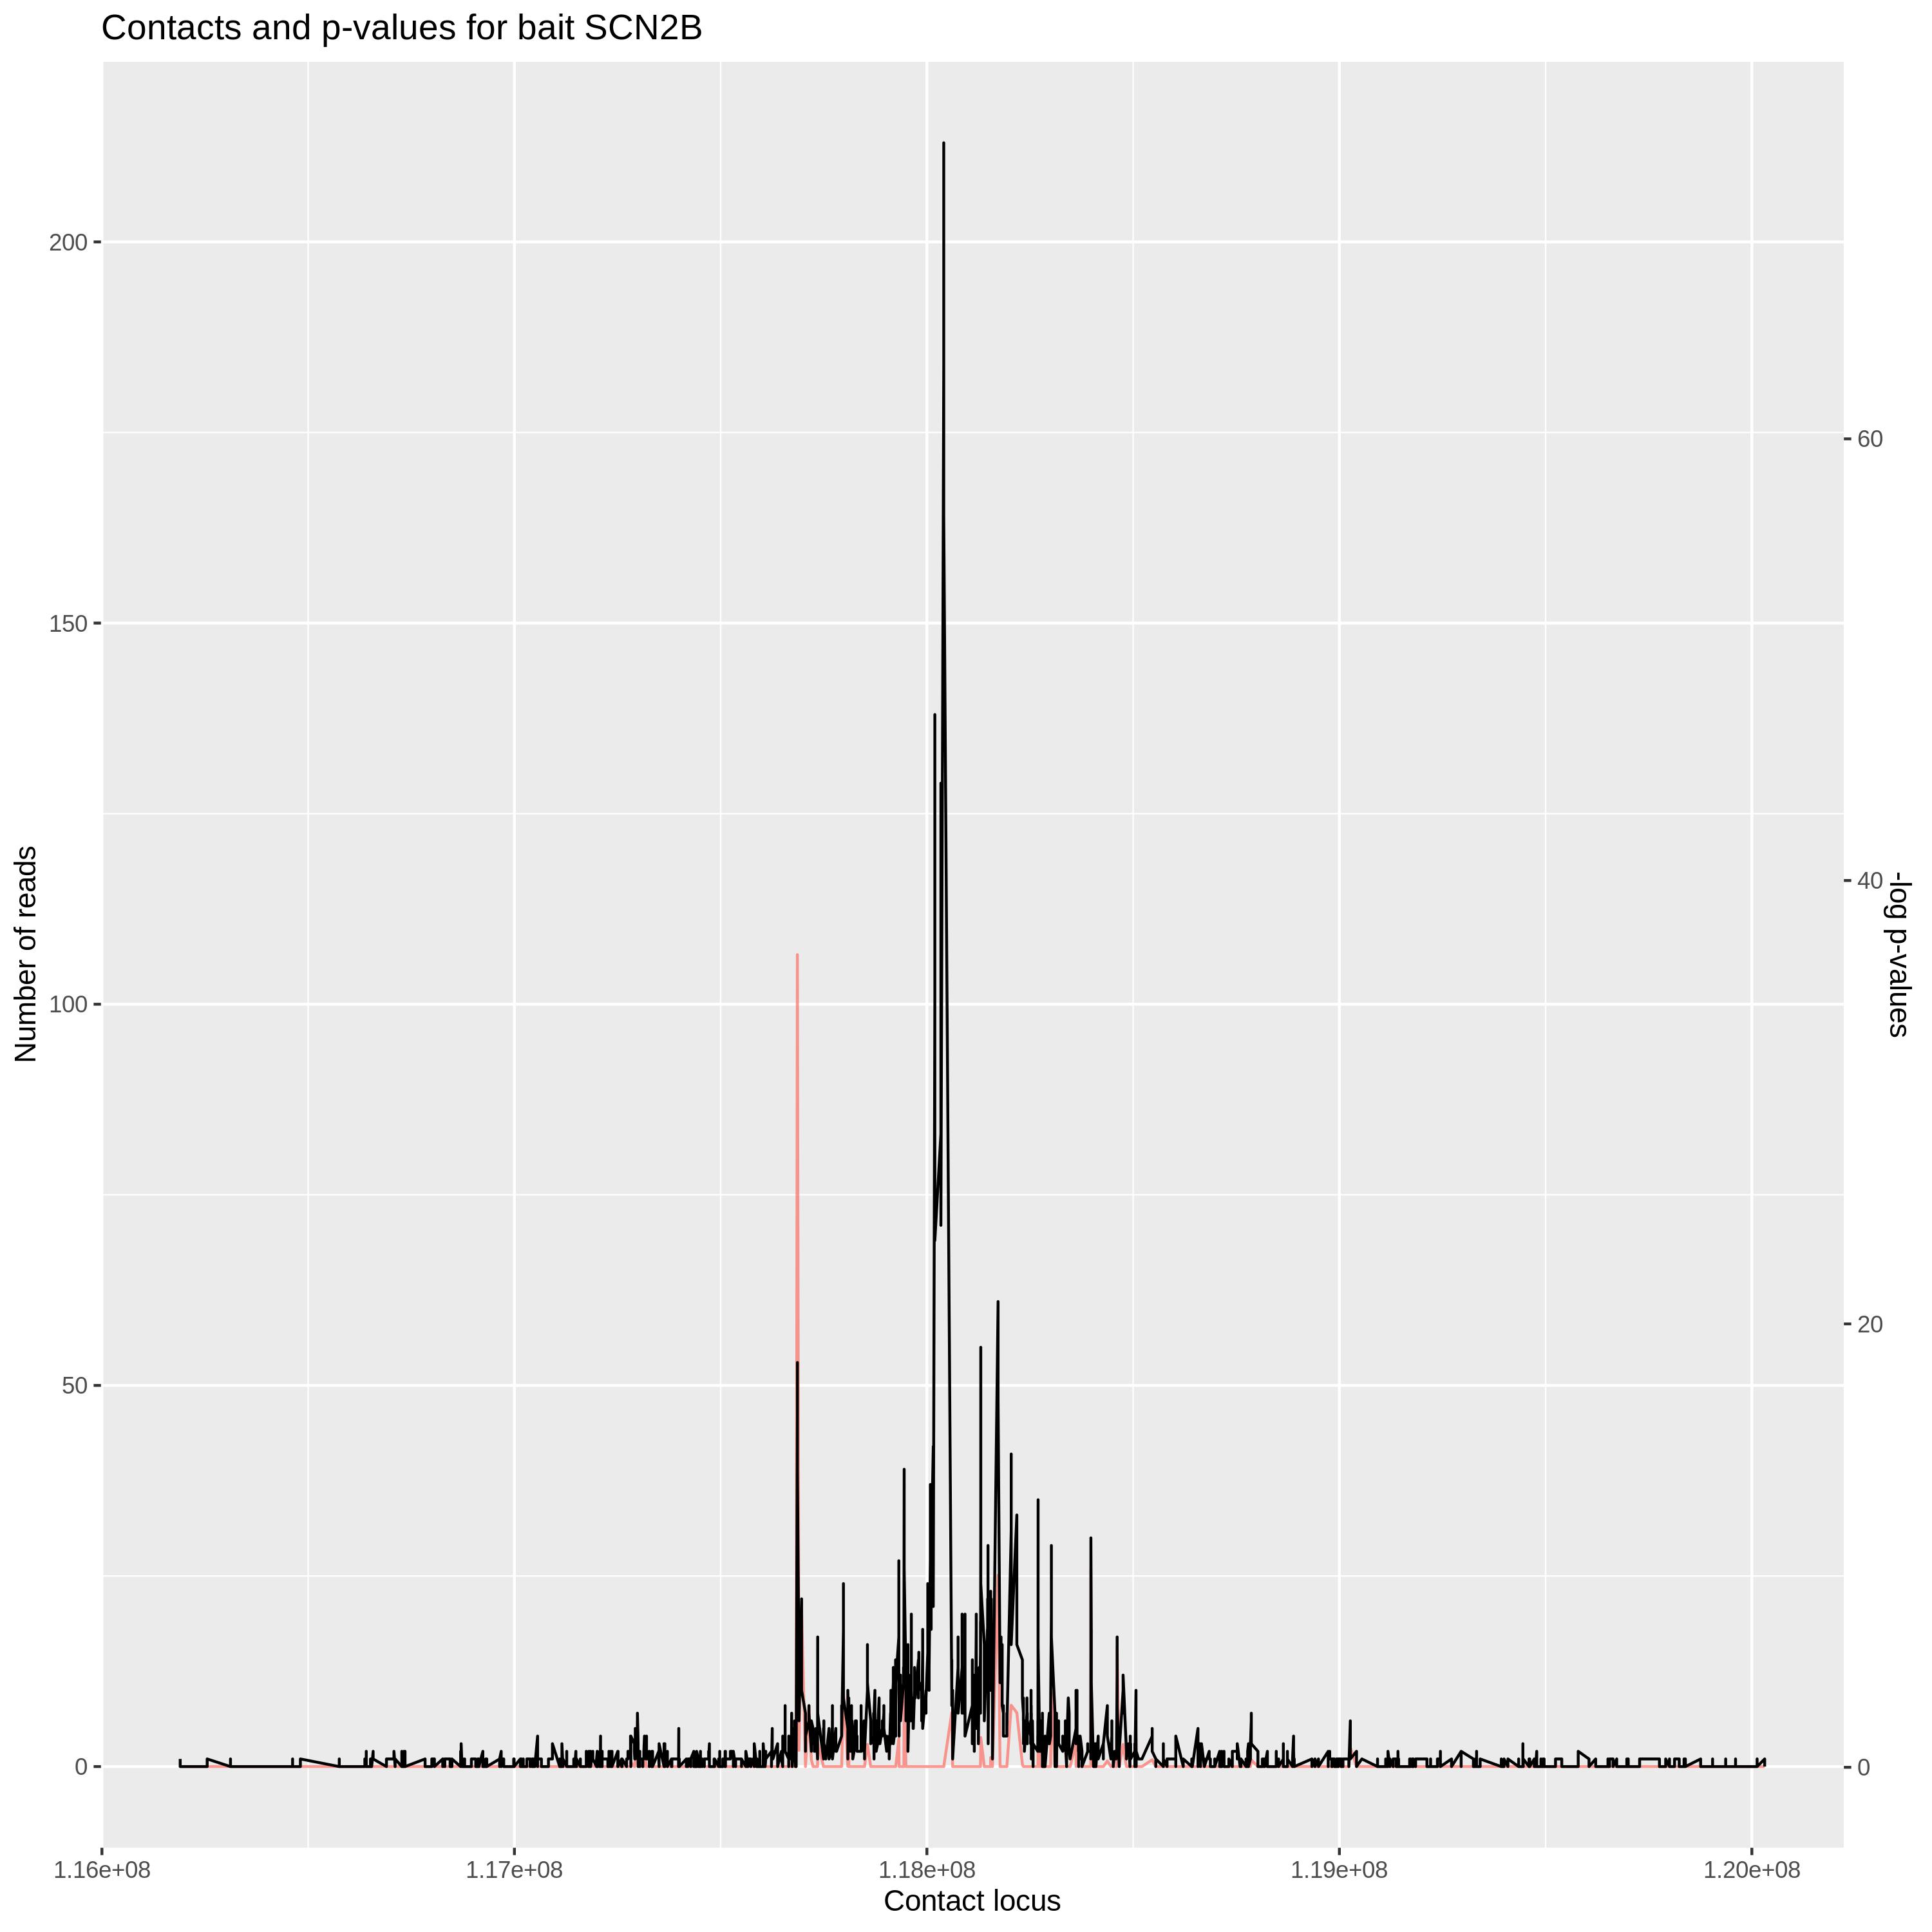 Contacts and p-values for bait SCN2B
200
150
100
50
0
Number of reads
60
40
20
0
-log p-values
1.16e+08
1.17e+08
1.18e+08
1.19e+08
1.20e+08
Contact locus